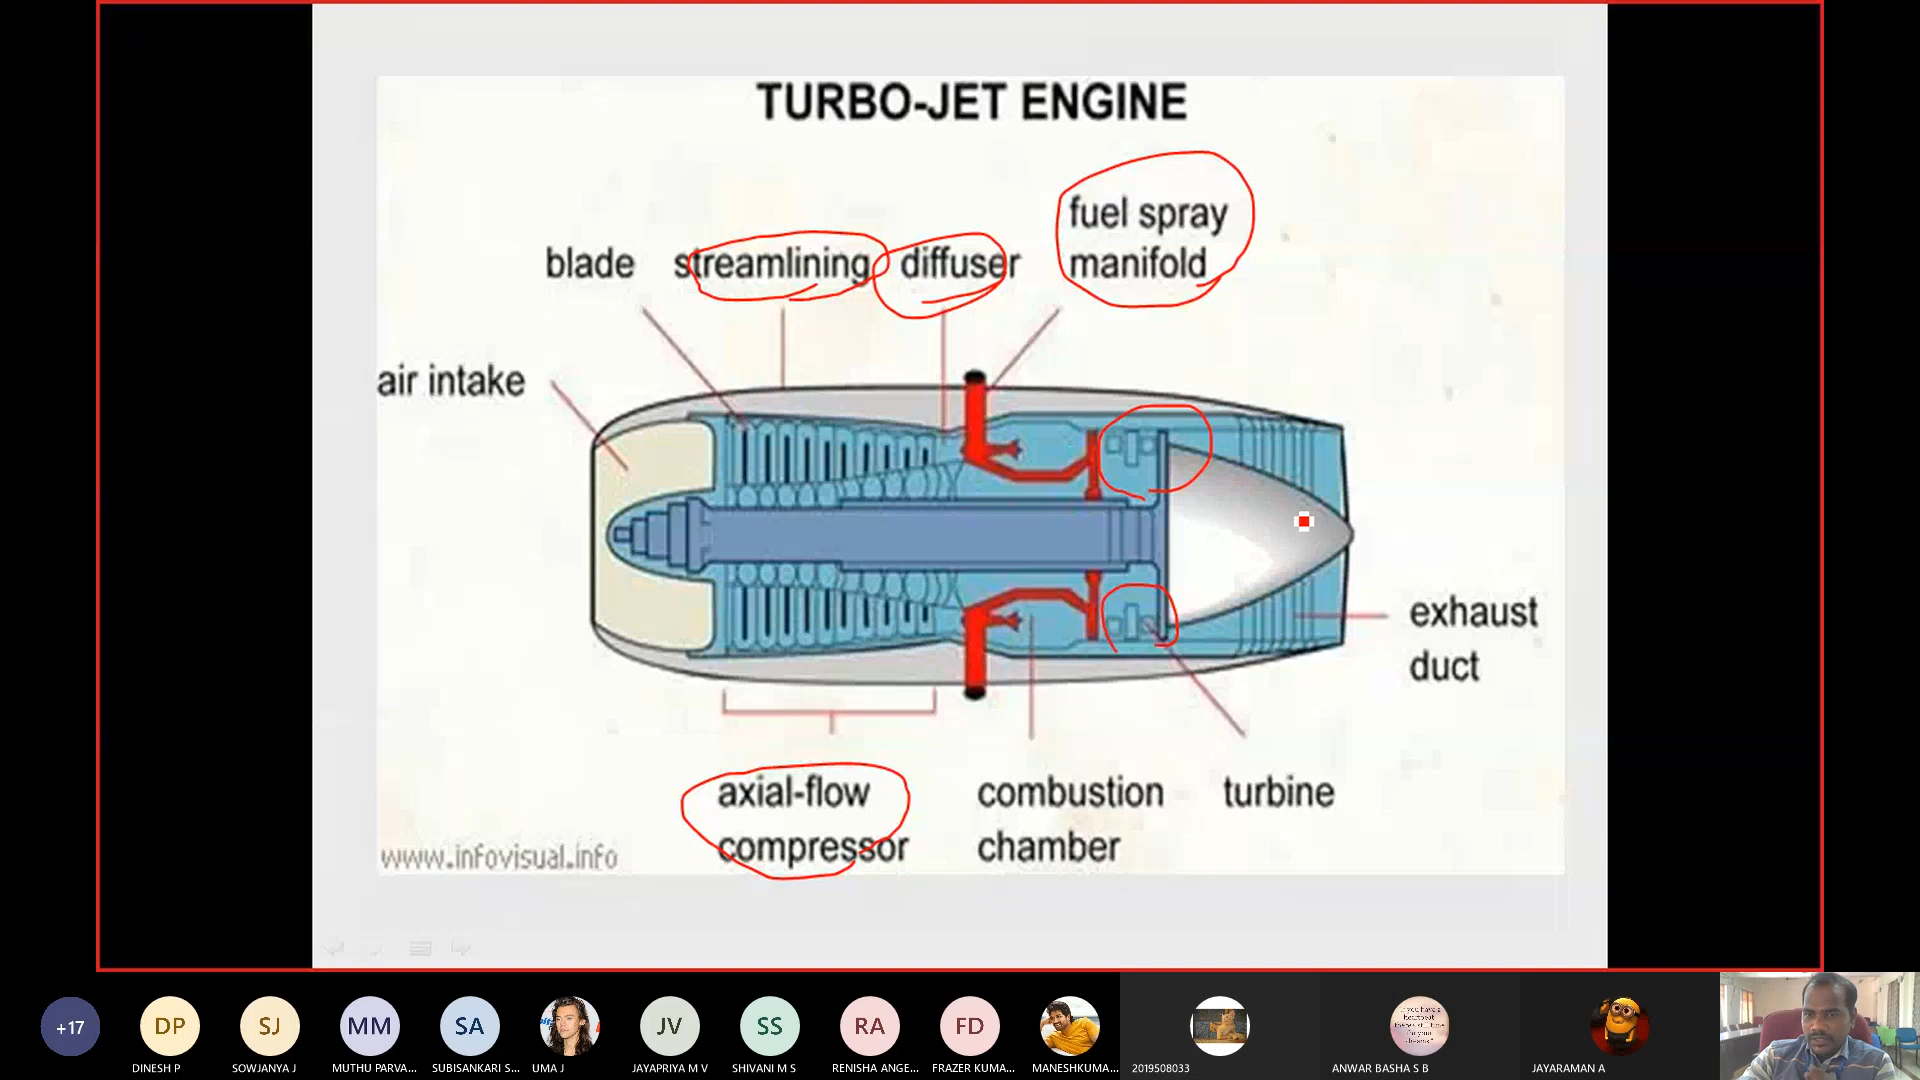 TURBO-JET ENGINE
fuel spray
manifold
blade streamlining diffuser
air intake
exhaust
duct
axial-flow
compressor
combustion
chamber
turbine
www.infovisual.info
+17
DP
SJ
MM
SA
JV
SS
RA
FD
DINESH P
SOWJANYA J
MUTHU PARVA...
SUBISANKARI S...
UMA J
JAYAPRIYA M V
SHIVANI M S
RENISHA ANGE...
FRAZER KUMA...
MANESHKUMA...
2019508033
ANWAR BASHA S B
JAYARAMAN A